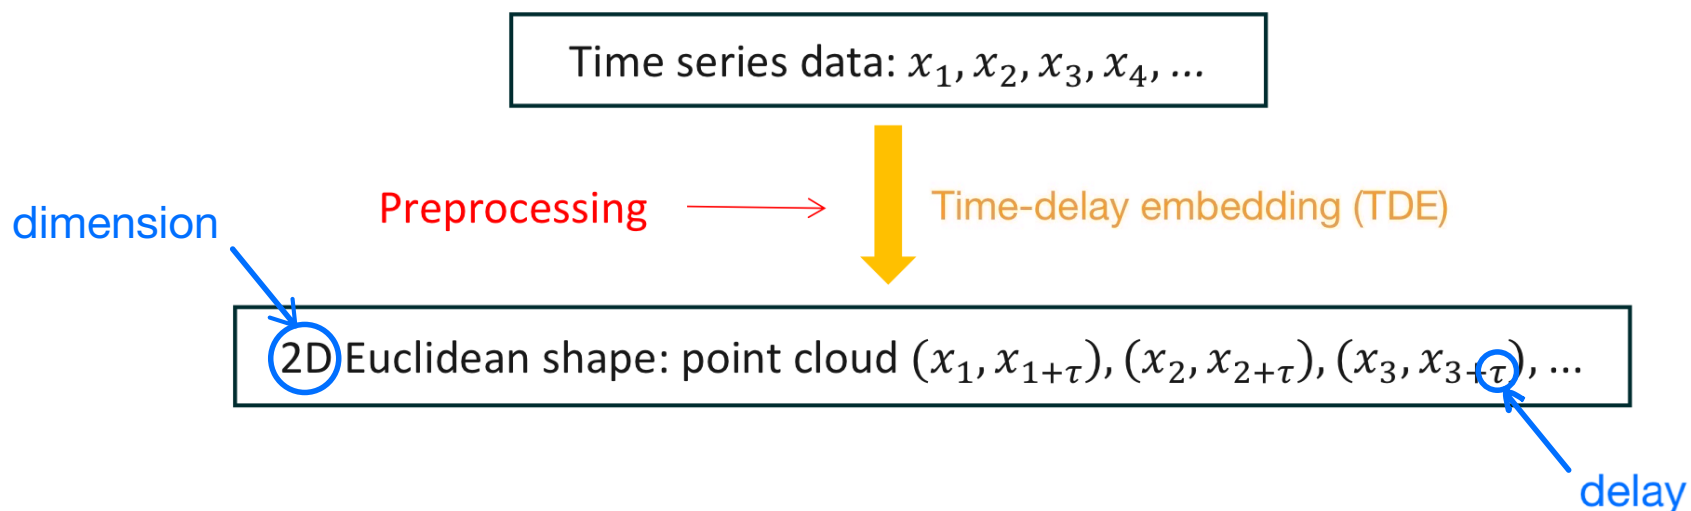 Time series data: x₁, x₂, x₃, x₄, ...
Preprocessing
Time-delay embedding (TDE)
dimension
2D Euclidean shape: point cloud (x₁, x₁₊τ), (x₂, x₂₊τ), (x₃, x₃₊τ), ...
delay